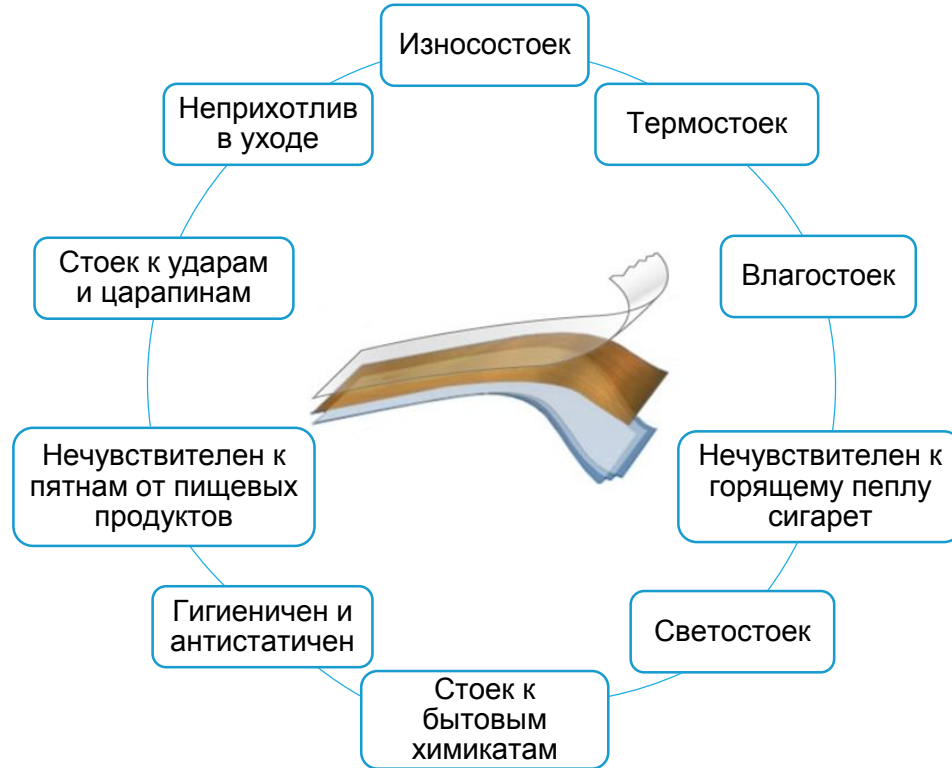 Износостоек
Термостоек
Влагостоек
Нечувствителен к
горящему пеплу
сигарет
Светостоек
Стоек к
бытовым
химикатам
Гигиеничен и
антистатичен
Нечувствителен к
пятнам от пищевых
продуктов
Стоек к ударам
и царапинам
Неприхотлив
в уходе